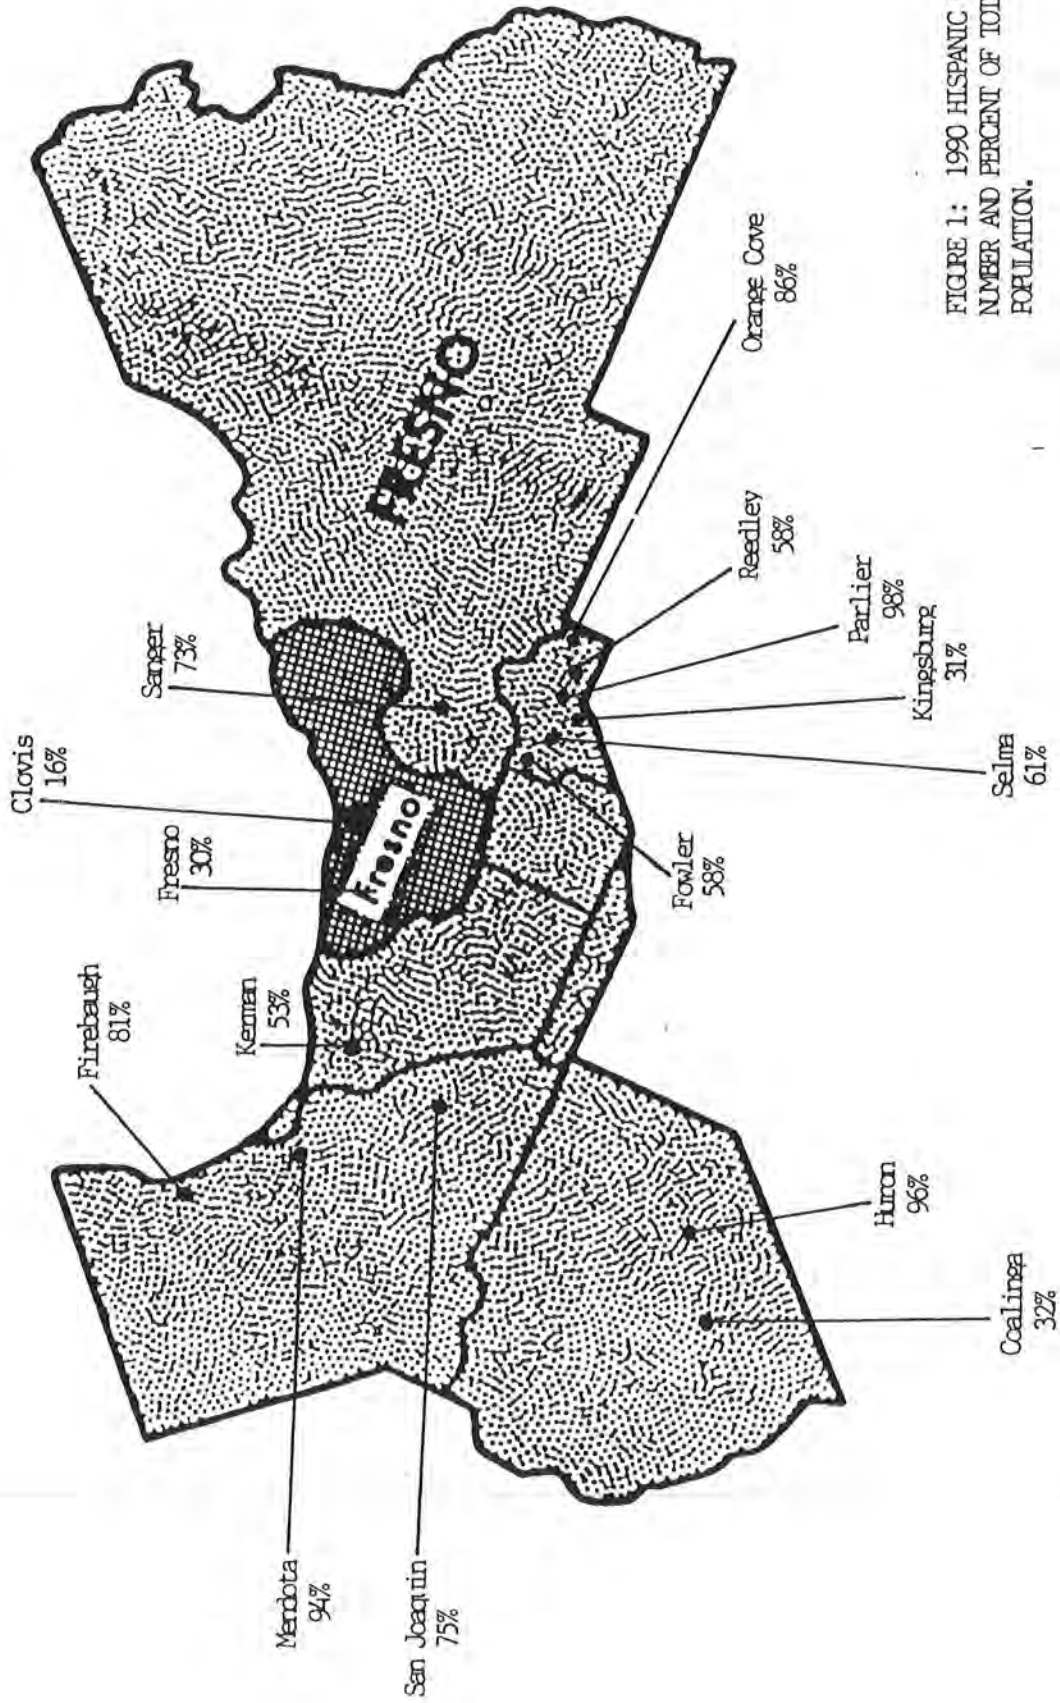 Clovis
16%
Fresno
30%
Sanger
73%
Firebaugh
81%
Kerman
53%
Mendota
94%
San Joaquin
75%
Fresno
FRESNO
Orange Cove
86%
Reedley
58%
Parlier
98%
Kingsburg
31%
Selma
61%
Fowler
58%
Huron
96%
Coalinga
32%
FIGURE 1: 1990 HISPANIC
NUMBER AND PERCENT OF
POPULATION.